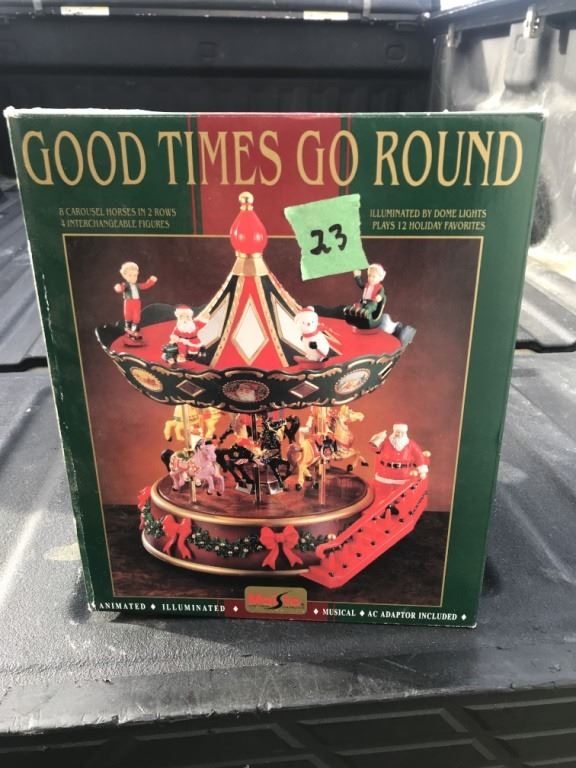 GOOD TIMES GO ROUND
8 CAROUSEL HORSES IN 2 ROWS
4 INTERCHANGEABLE FIGURES
23
ILLUMINATED BY DOME LIGHTS
PLAYS 12 HOLIDAY FAVORITES
ANIMATED ♦ ILLUMINATED ♦
♦ MUSICAL ♦ AC ADAPTOR INCLUDED ♦